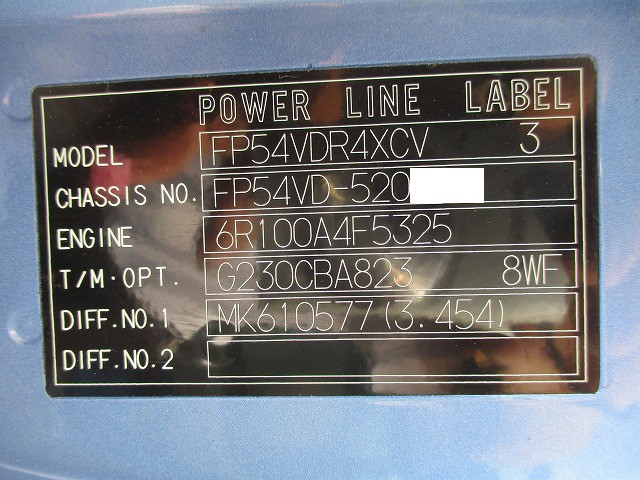 POWER LINE LABEL
MODEL FP54VDR4XCV 3
CHASSIS NO. FP54VD-520
ENGINE 6R100A4F5325
T/M·OPT. G230CBA823 8WF
DIFF.NO.1 MK610577(3.454)
DIFF.NO.2